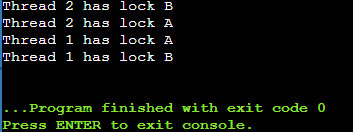 Thread 2 has lock B
Thread 2 has lock A
Thread 1 has lock A
Thread 1 has lock B
...Program finished with exit code 0
Press ENTER to exit console.